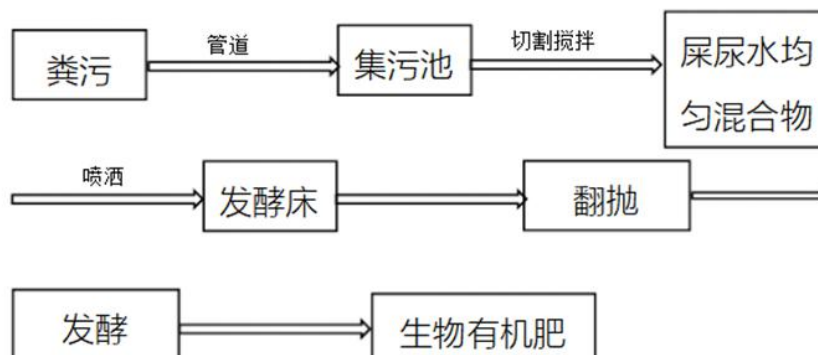 粪污
管道
集污池
切割搅拌
屎尿水均
匀混合物
喷洒
发酵床
翻抛
发酵
生物有机肥